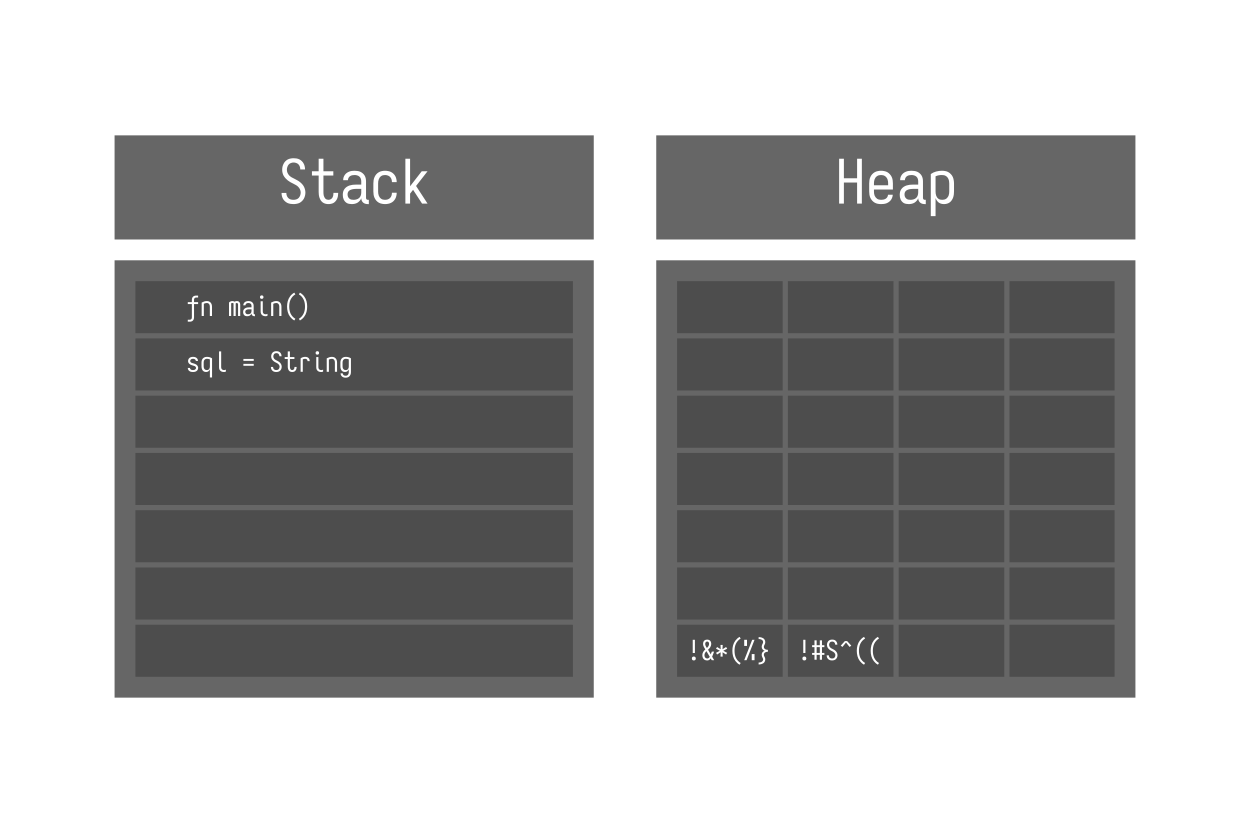 Stack
Heap
fn main()
sql = String
!&*(%}
!#S^((